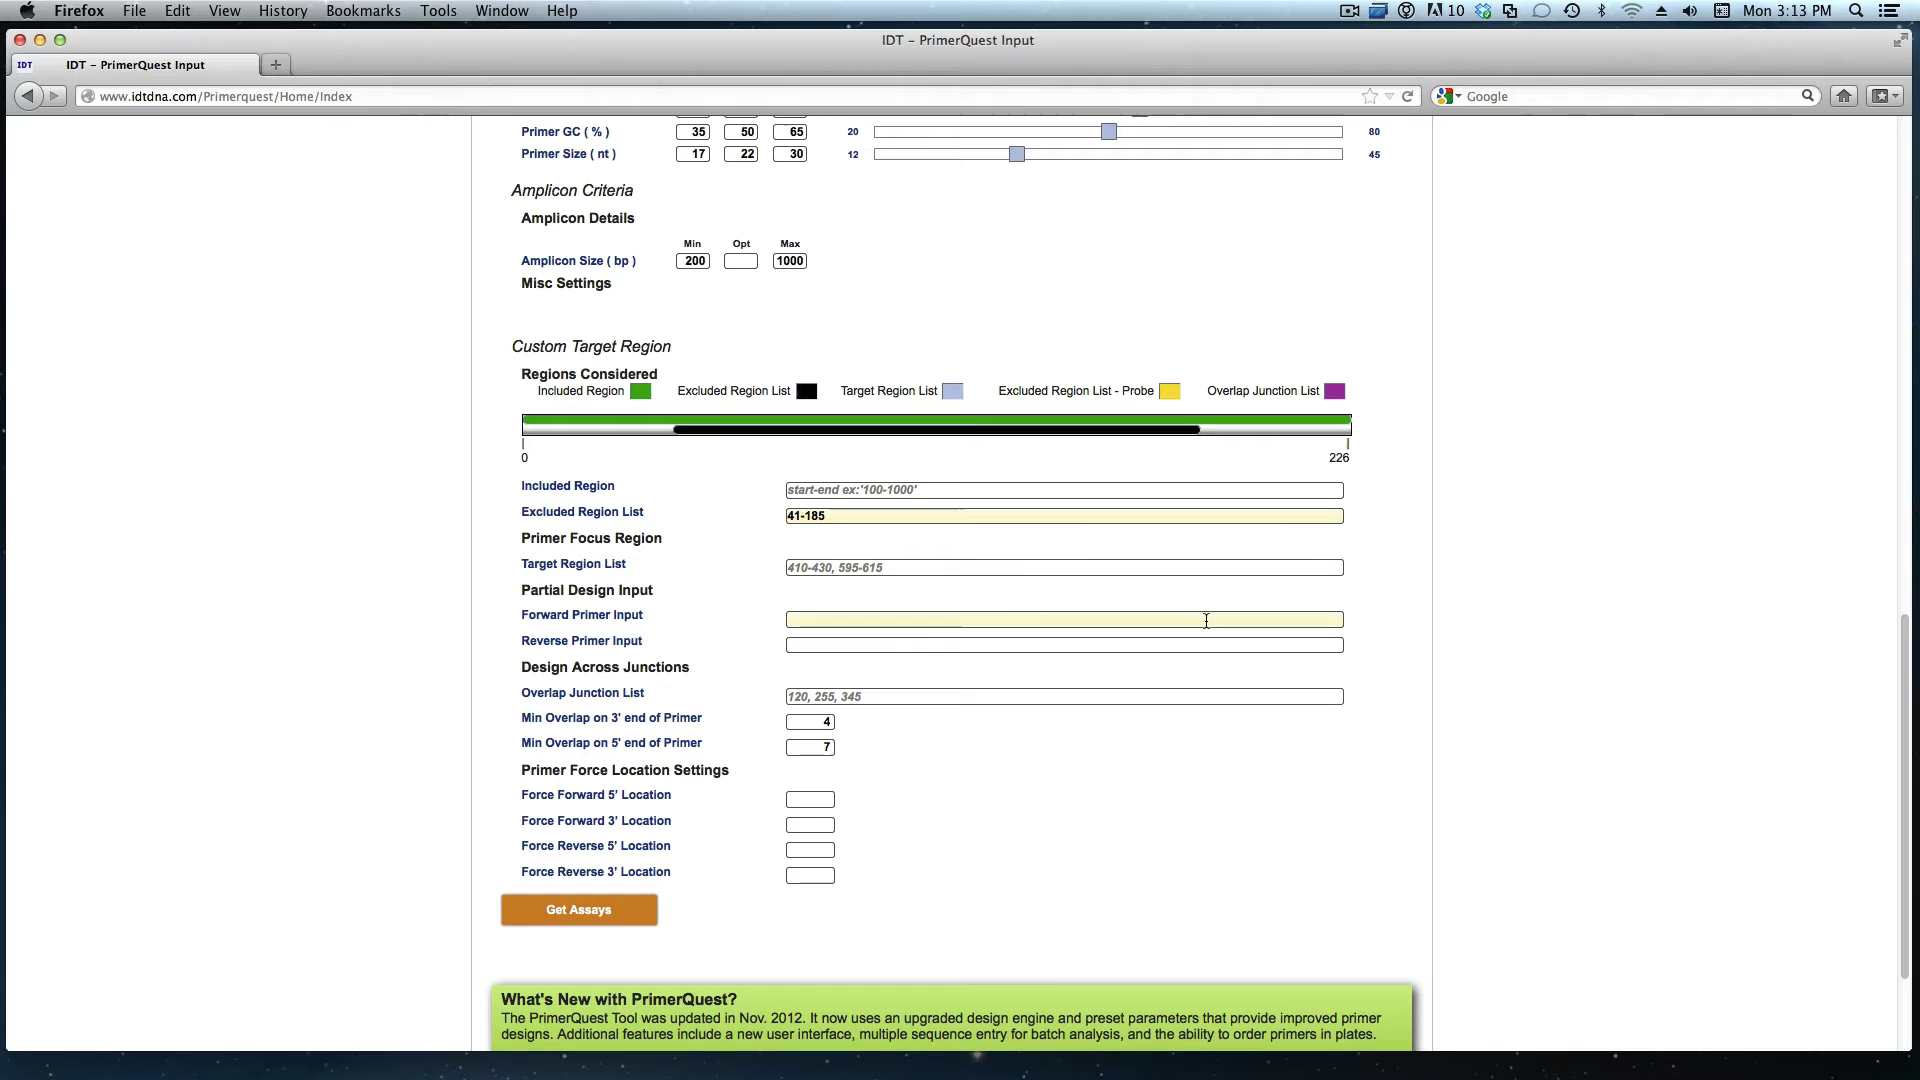 Firefox File Edit View History Bookmarks Tools Window Help
10 Mon 3:13 PM
IDT – PrimerQuest Input
IDT IDT – PrimerQuest Input
www.idtdna.com/Primerquest/Home/Index
Google
Primer GC ( % ) 35 50 65 20 80
Primer Size ( nt ) 17 22 30 12 45
Amplicon Criteria
Amplicon Details
Min Opt Max
Amplicon Size ( bp ) 200 1000
Misc Settings
Custom Target Region
Regions Considered
Included Region Excluded Region List Target Region List Excluded Region List - Probe Overlap Junction List
0 226
Included Region start-end ex:'100-1000'
Excluded Region List 41-185
Primer Focus Region
Target Region List 410-430, 595-615
Partial Design Input
Forward Primer Input
Reverse Primer Input
Design Across Junctions
Overlap Junction List 120, 255, 345
Min Overlap on 3' end of Primer 4
Min Overlap on 5' end of Primer 7
Primer Force Location Settings
Force Forward 5' Location
Force Forward 3' Location
Force Reverse 5' Location
Force Reverse 3' Location
Get Assays
What's New with PrimerQuest?
The PrimerQuest Tool was updated in Nov. 2012. It now uses an upgraded design engine and preset parameters that provide improved primer
designs. Additional features include a new user interface, multiple sequence entry for batch analysis, and the ability to order primers in plates.